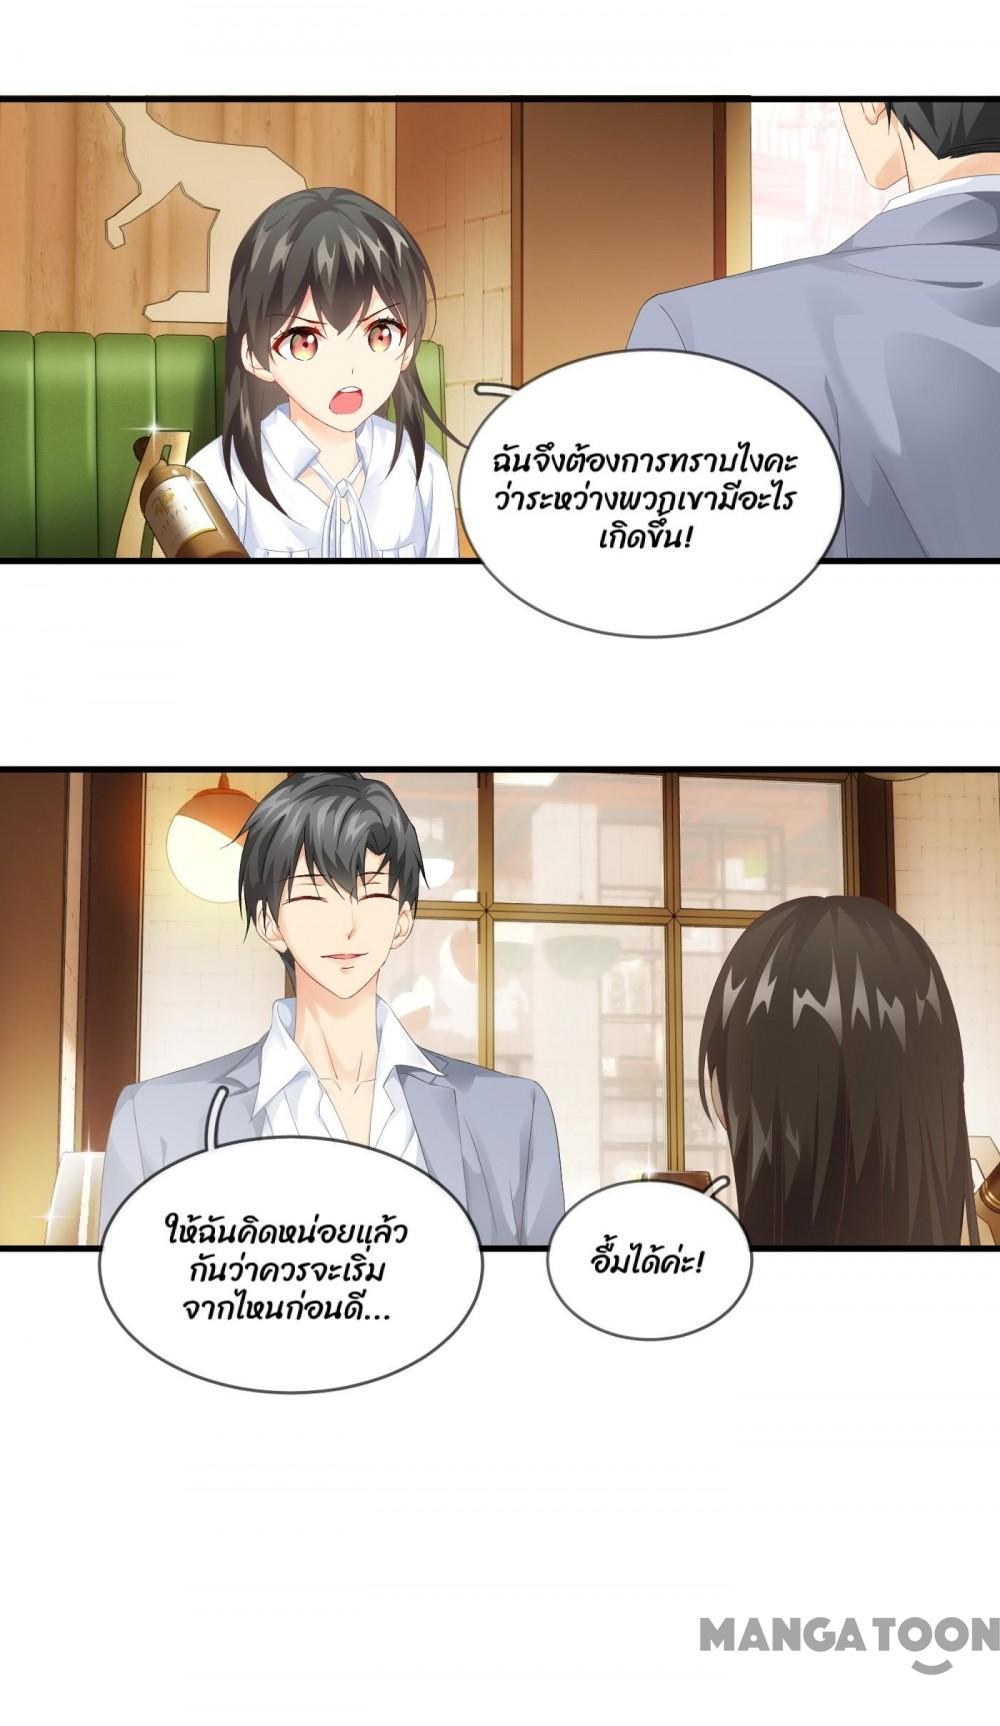 ฉันจึงต้องการทราบไงคะ
ว่าระหว่างพวกเขามีอะไร
เกิดขึ้น!
ให้ฉันคิดหน่อยแล้ว
กันว่าควรจะเริ่ม
จากไหนก่อนดี...
อื้มได้ค่ะ!
MANGATOON